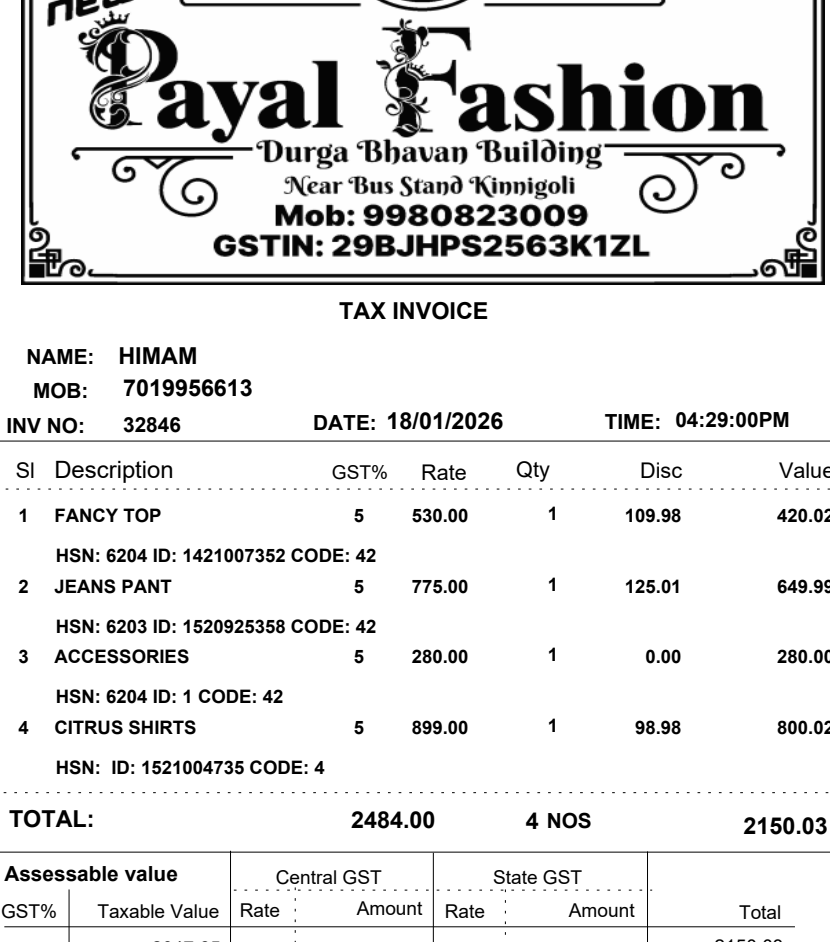 new
Payal Fashion
Durga Bhavan Building
Near Bus Stand Kinnigoli
Mob: 9980823009
GSTIN: 29BJHPS2563K1ZL
TAX INVOICE
NAME: HIMAM
MOB: 7019956613
INV NO: 32846 DATE: 18/01/2026 TIME: 04:29:00PM
Sl Description GST% Rate Qty Disc Value
1 FANCY TOP 5 530.00 1 109.98 420.02
HSN: 6204 ID: 1421007352 CODE: 42
2 JEANS PANT 5 775.00 1 125.01 649.99
HSN: 6203 ID: 1520925358 CODE: 42
3 ACCESSORIES 5 280.00 1 0.00 280.00
HSN: 6204 ID: 1 CODE: 42
4 CITRUS SHIRTS 5 899.00 1 98.98 800.02
HSN: ID: 1521004735 CODE: 4
TOTAL: 2484.00 4 NOS 2150.03
Assessable value Central GST State GST
GST% Taxable Value Rate Amount Rate Amount Total